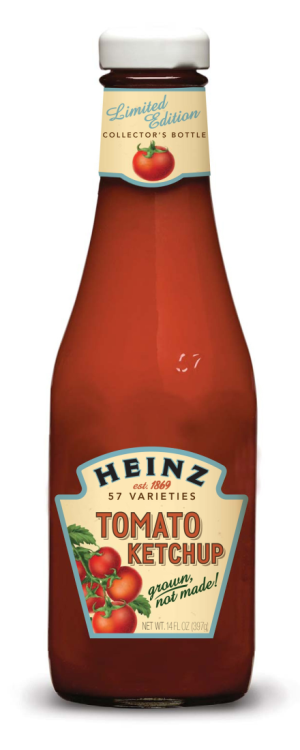 Limited
Edition
COLLECTOR'S BOTTLE
57
HEINZ
est. 1869
57 VARIETIES
TOMATO
KETCHUP
grown,
not made!
NET WT. 14 FL OZ (397g)